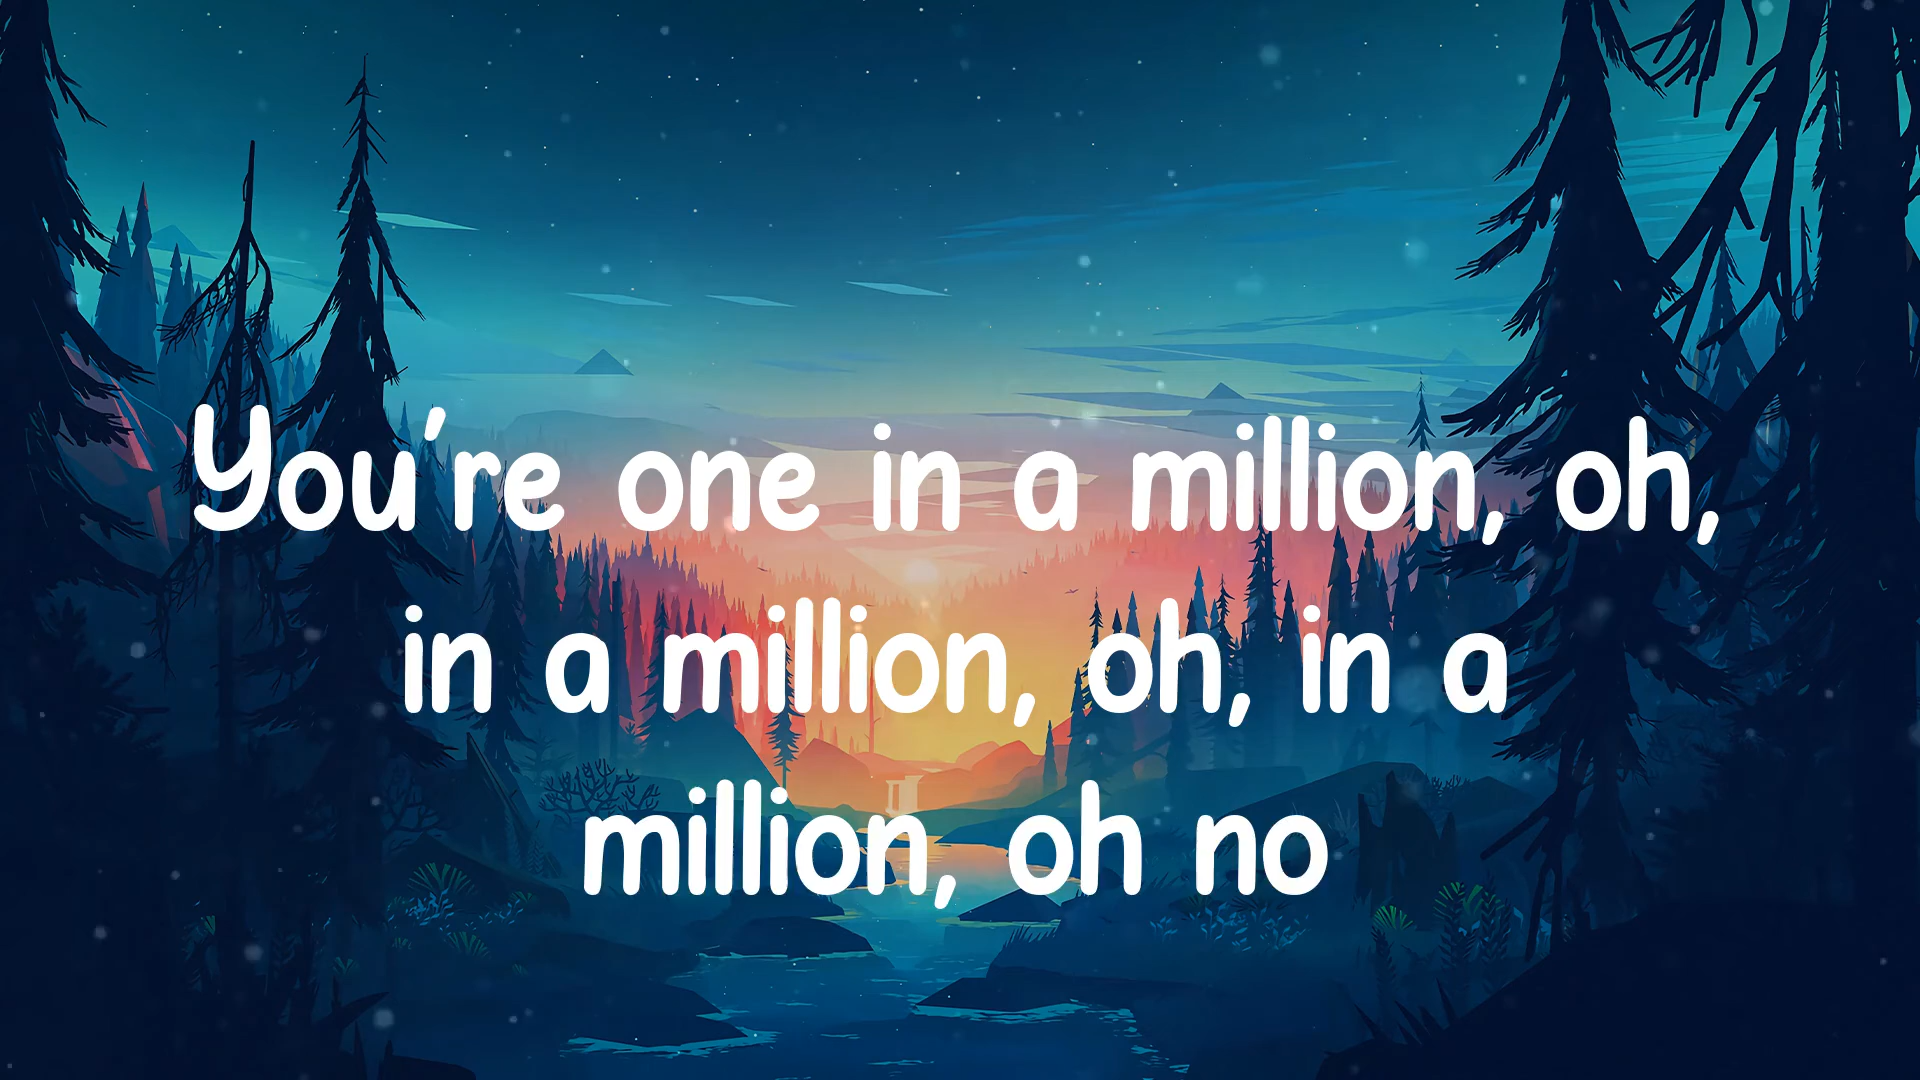 You're one in a million, oh,
in a million, oh, in a
million, oh no